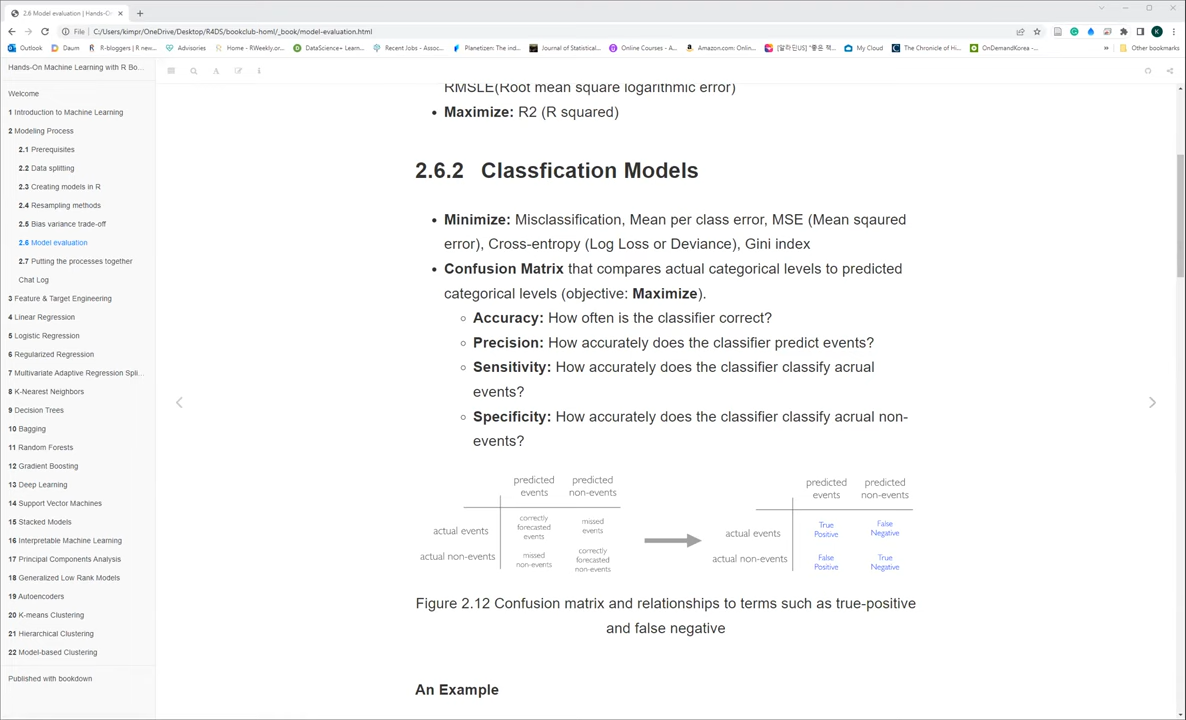 2.6 Model evaluation | Hands-On
C:/Users/kimpr/OneDrive/Desktop/R4DS/bookclub-homl/_book/model-evaluation.html
File
Outlook
Daum
R-bloggers | R new...
Advisories
Home - RWeekly.or...
DataScience+ Learn...
Recent Jobs - Assoc...
Planetizen: The ind...
Journal of Statistical...
Online Courses - A...
Amazon.com: Onlin...
[알라딘US] "좋은 책...
My Cloud
The Chronicle of Hi...
OnDemandKorea -...
»
Other bookmarks
Hands-On Machine Learning with R Bo...
Welcome
1 Introduction to Machine Learning
2 Modeling Process
2.1 Prerequisites
2.2 Data splitting
2.3 Creating models in R
2.4 Resampling methods
2.5 Bias variance trade-off
2.6 Model evaluation
2.7 Putting the processes together
Chat Log
3 Feature & Target Engineering
4 Linear Regression
5 Logistic Regression
6 Regularized Regression
7 Multivariate Adaptive Regression Spli...
8 K-Nearest Neighbors
9 Decision Trees
10 Bagging
11 Random Forests
12 Gradient Boosting
13 Deep Learning
14 Support Vector Machines
15 Stacked Models
16 Interpretable Machine Learning
17 Principal Components Analysis
18 Generalized Low Rank Models
19 Autoencoders
20 K-means Clustering
21 Hierarchical Clustering
22 Model-based Clustering
Published with bookdown
RMSLE(Root mean square logarithmic error)
• Maximize: R2 (R squared)
2.6.2 Classfication Models
• Minimize: Misclassification, Mean per class error, MSE (Mean sqaured
error), Cross-entropy (Log Loss or Deviance), Gini index
• Confusion Matrix that compares actual categorical levels to predicted
categorical levels (objective: Maximize).
◦ Accuracy: How often is the classifier correct?
◦ Precision: How accurately does the classifier predict events?
◦ Sensitivity: How accurately does the classifier classify acrual
events?
◦ Specificity: How accurately does the classifier classify acrual non-
events?
predicted
events
predicted
non-events
actual events
correctly
forecasted
events
missed
events
actual non-events
missed
non-events
correctly
forecasted
non-events
predicted
events
predicted
non-events
actual events
True
Positive
False
Negative
actual non-events
False
Positive
True
Negative
Figure 2.12 Confusion matrix and relationships to terms such as true-positive
and false negative
An Example